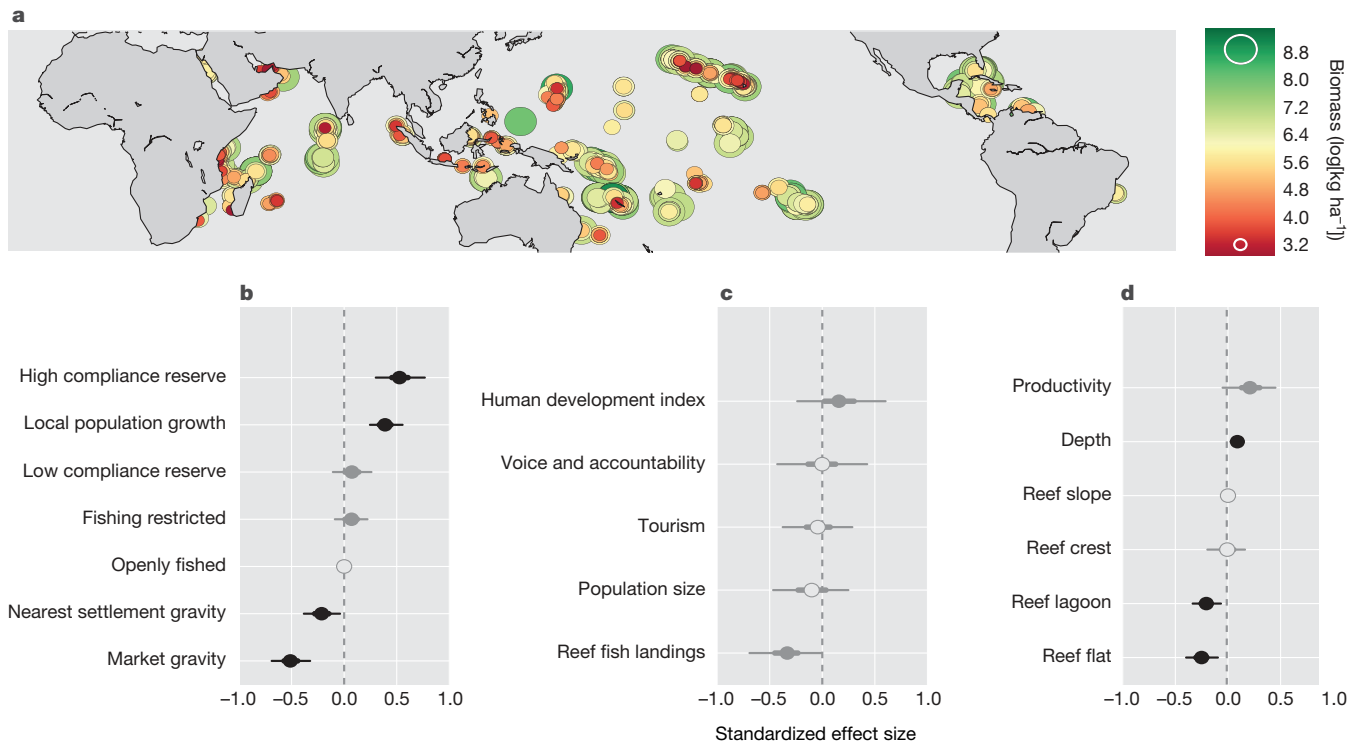 a
8.8
8.0
7.2
6.4
5.6
4.8
4.0
3.2
Biomass (log[kg ha−1])
b
High compliance reserve
Local population growth
Low compliance reserve
Fishing restricted
Openly fished
Nearest settlement gravity
Market gravity
−1.0 −0.5 0.0 0.5 1.0
c
Human development index
Voice and accountability
Tourism
Population size
Reef fish landings
−1.0 −0.5 0.0 0.5 1.0
Standardized effect size
d
Productivity
Depth
Reef slope
Reef crest
Reef lagoon
Reef flat
−1.0 −0.5 0.0 0.5 1.0